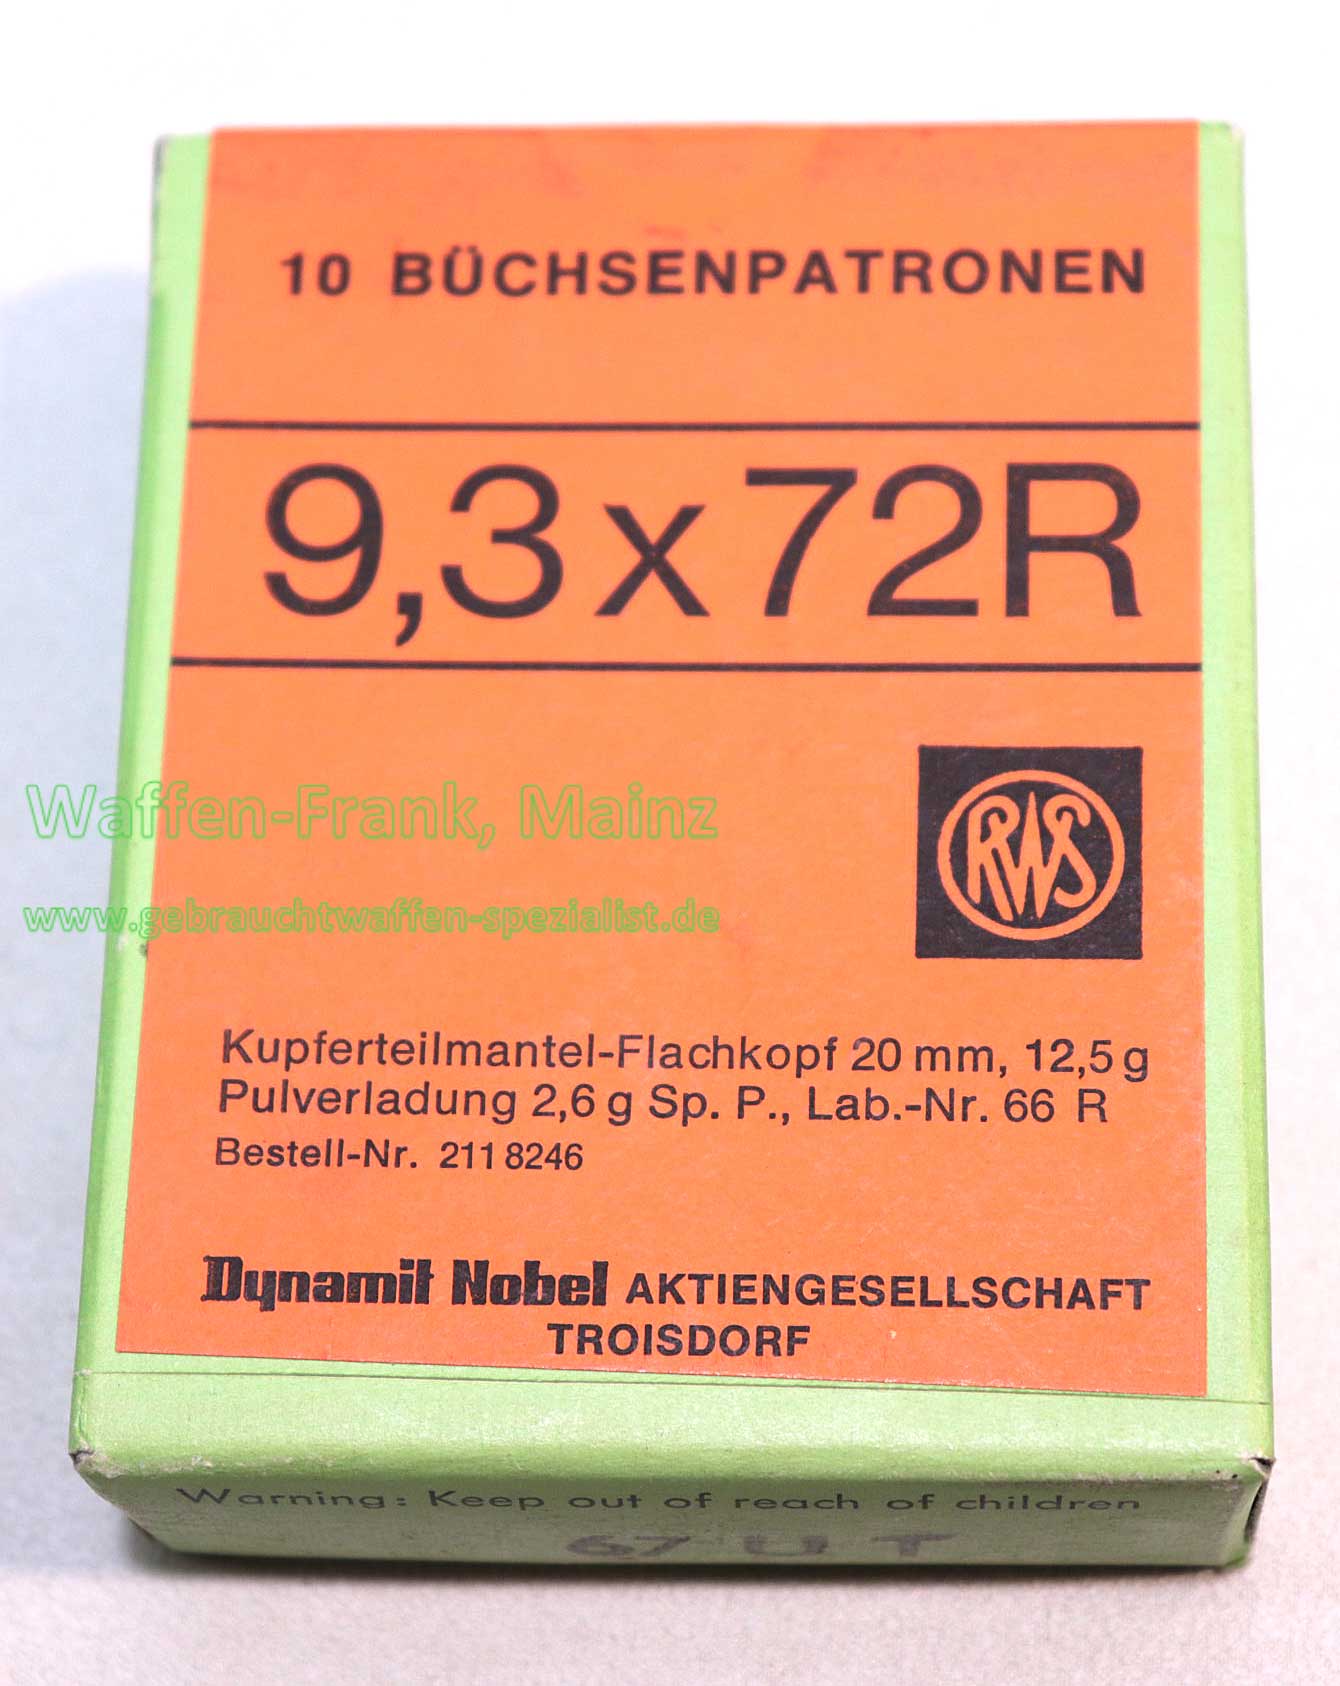 10 BÜCHSENPATRONEN
9,3x72R
RWS
Waffen-Frank, Mainz
www.gebrauchtwaffen-spezialist.de
Kupferteilmantel-Flachkopf 20 mm, 12,5 g
Pulverladung 2,6 g Sp. P., Lab.-Nr. 66 R
Bestell-Nr. 211 8246
Dynamit Nobel AKTIENGESELLSCHAFT
TROISDORF
Warning: Keep out of reach of children
67 U T